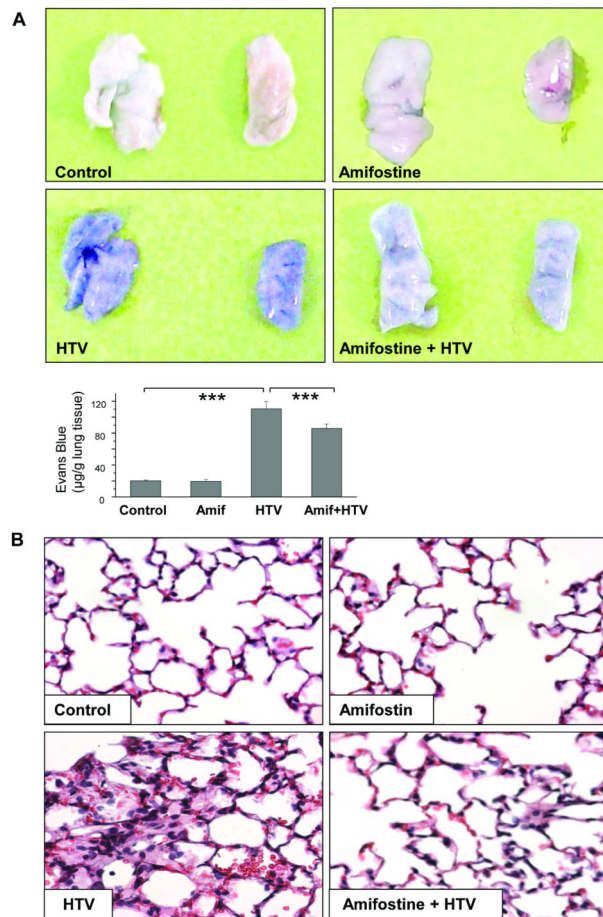 A
Control
Amifostine
HTV
Amifostine + HTV
Evans Blue
(µg/g lung tissue)
120
80
40
0
***
***
Control
Amif
HTV
Amif+HTV
B
Control
Amifostin
HTV
Amifostine + HTV